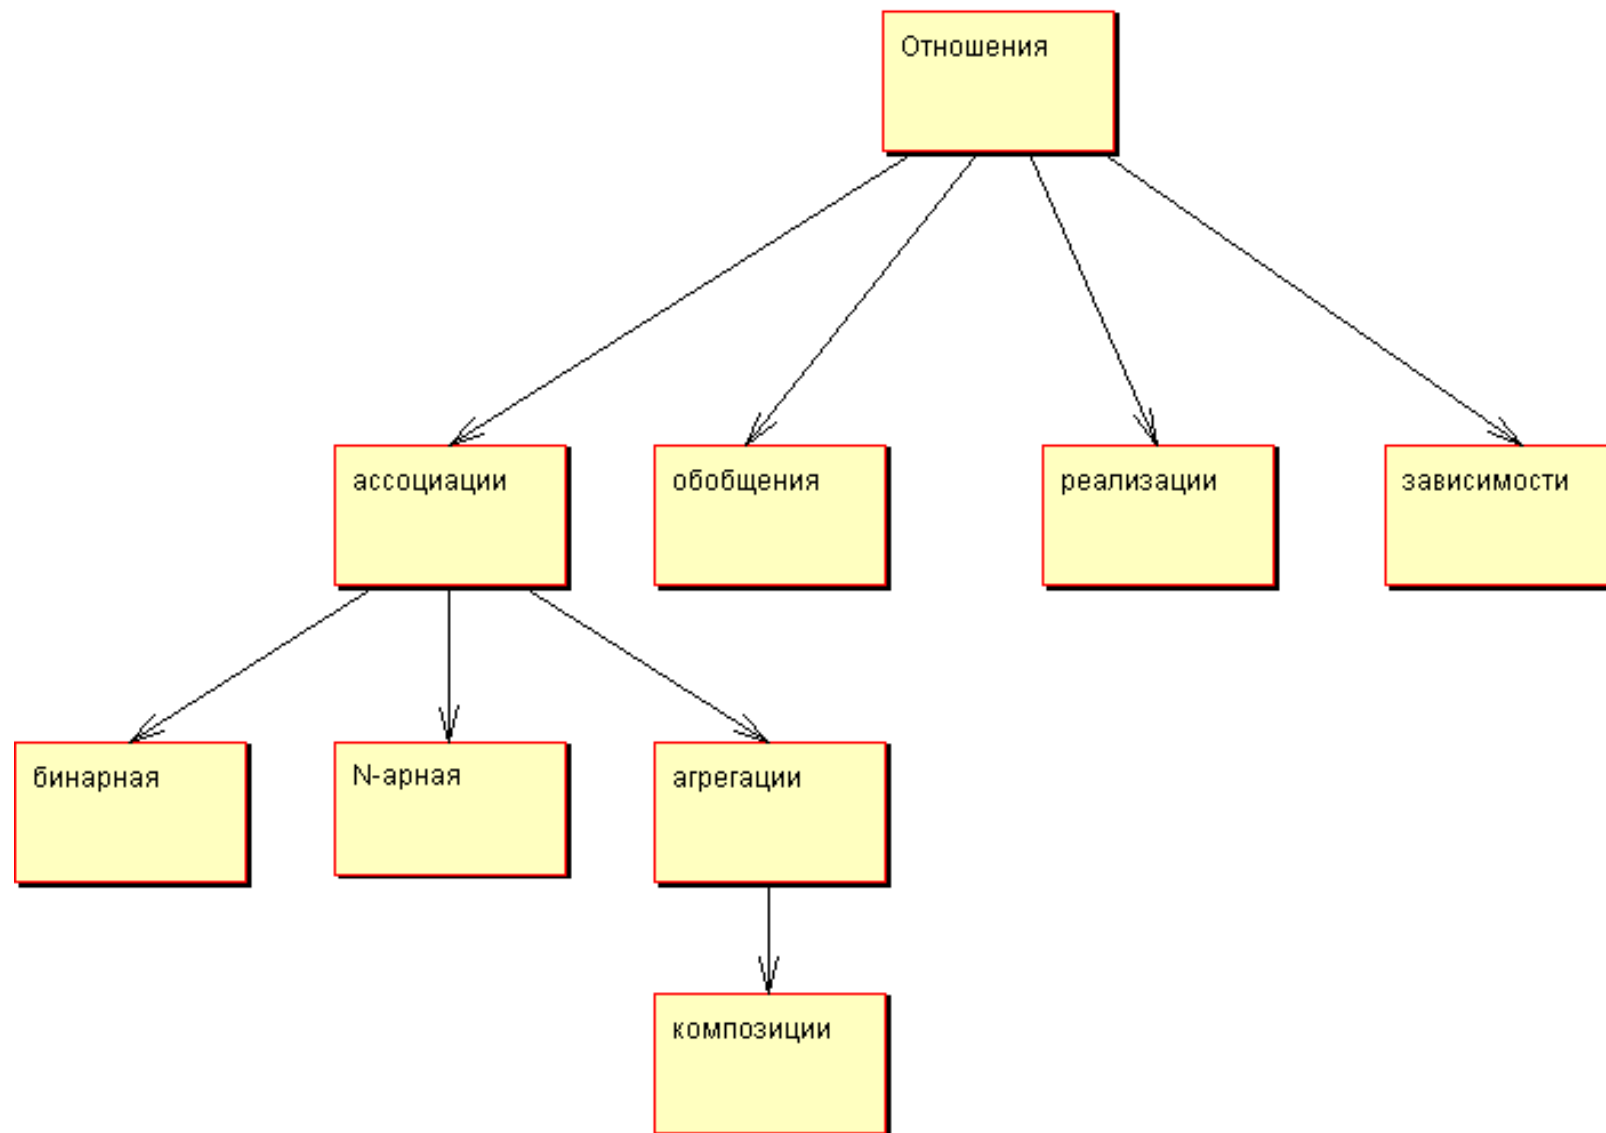 Отношения
ассоциации
обобщения
реализации
зависимости
бинарная
N-арная
агрегации
композиции